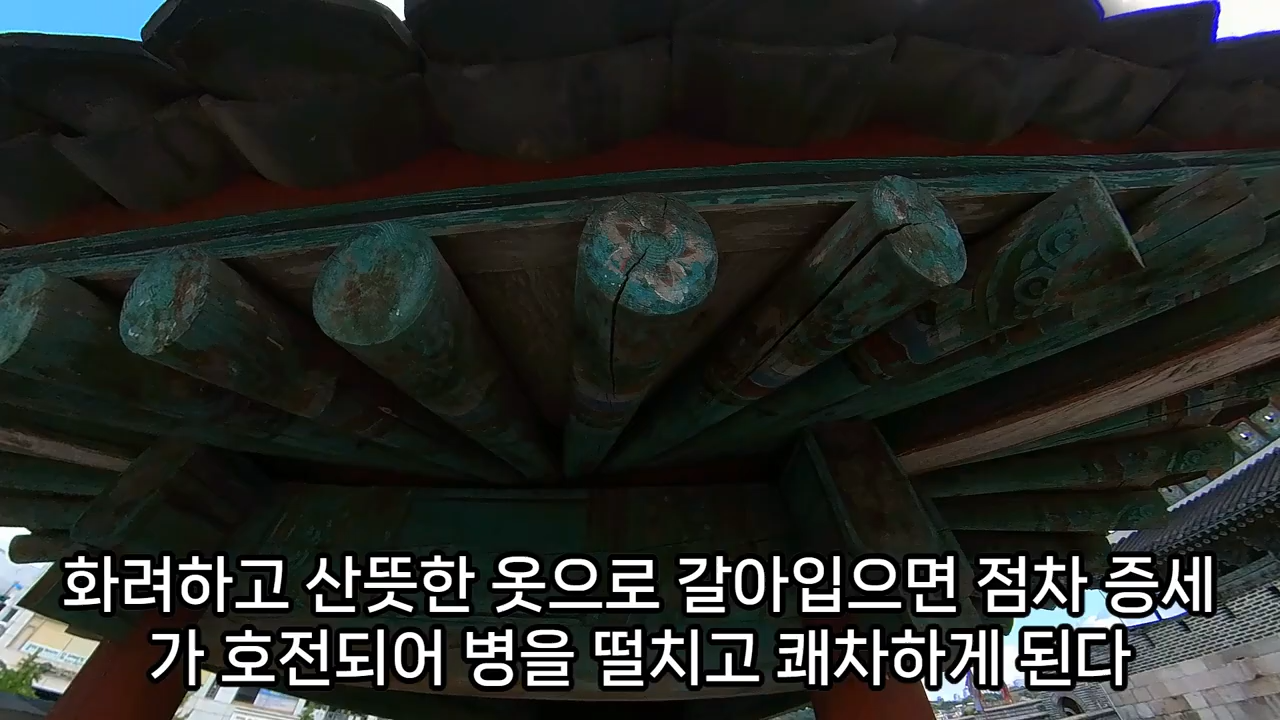 화려하고 산뜻한 옷으로 갈아입으면 점차 증세
가 호전되어 병을 떨치고 쾌차하게 된다